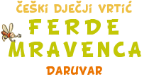 ČEŠKI DJEČJI VRTIĆ
FERDE
MRAVENCA
DARUVAR